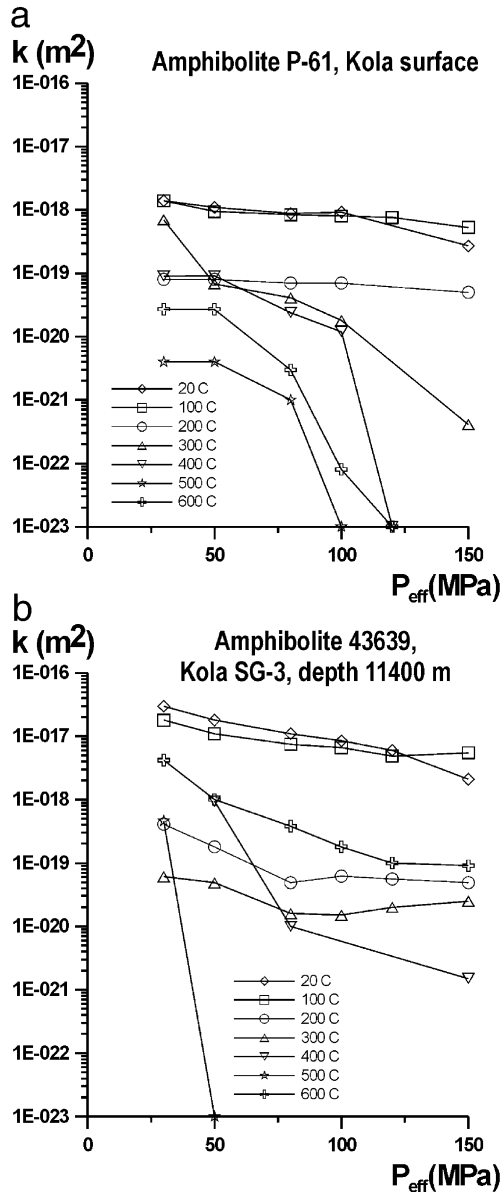 a
k (m2)
Amphibolite P-61, Kola surface
1E-016
1E-017
1E-018
1E-019
1E-020
1E-021
1E-022
1E-023
20 C
100 C
200 C
300 C
400 C
500 C
600 C
0
50
100
150
Peff(MPa)
b
k (m2)
Amphibolite 43639,
Kola SG-3, depth 11400 m
1E-016
1E-017
1E-018
1E-019
1E-020
1E-021
1E-022
1E-023
20 C
100 C
200 C
300 C
400 C
500 C
600 C
0
50
100
150
Peff(MPa)